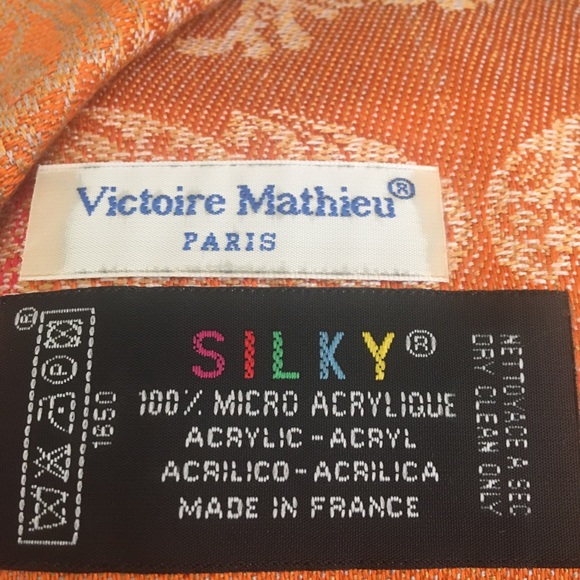 Victoire Mathieu®
PARIS
SILKY®
100% MICRO ACRYLIQUE
ACRYLIC-ACRYL
ACRILICO-ACRILICA
MADE IN FRANCE
NETTOYAGE A SEC
DRY CLEAN ONLY
1650
®
A